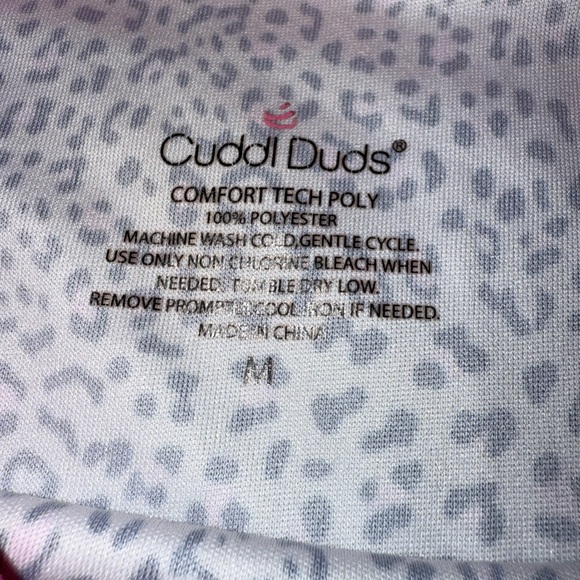 Cuddl Duds®
COMFORT TECH POLY
100% POLYESTER
MACHINE WASH COLD,GENTLE CYCLE.
USE ONLY NON CHLORINE BLEACH WHEN
NEEDED. TUMBLE DRY LOW.
REMOVE PROMPTLY.COOL IRON IF NEEDED.
MADE IN CHINA
M